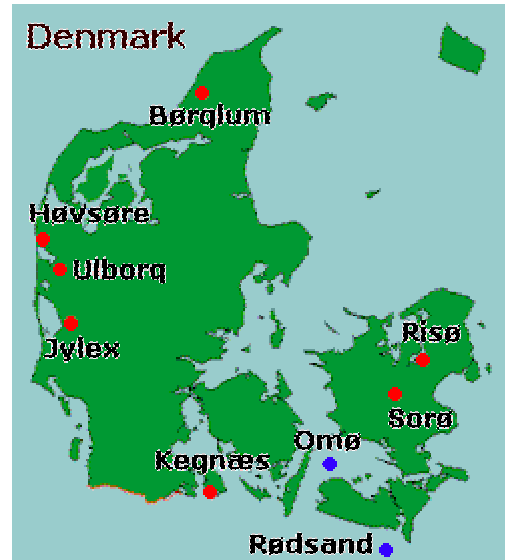 Denmark
Børglum
Høvsøre
Ulborg
Jylex
Risø
Sorø
Omø
Kegnæs
Rødsand